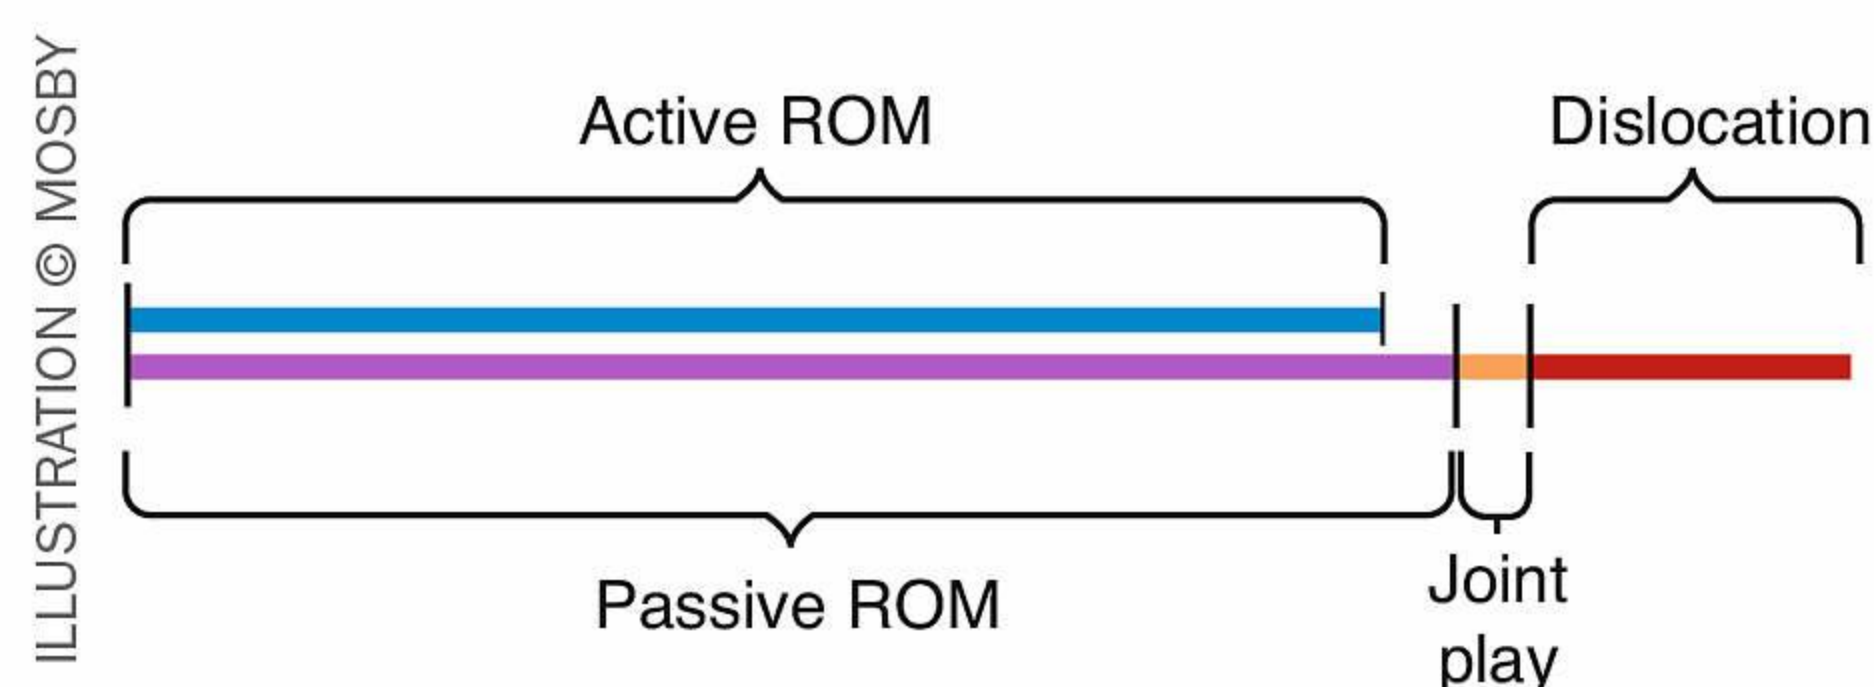 ILLUSTRATION © MOSBY
Active ROM
Dislocation
Passive ROM
Joint
play